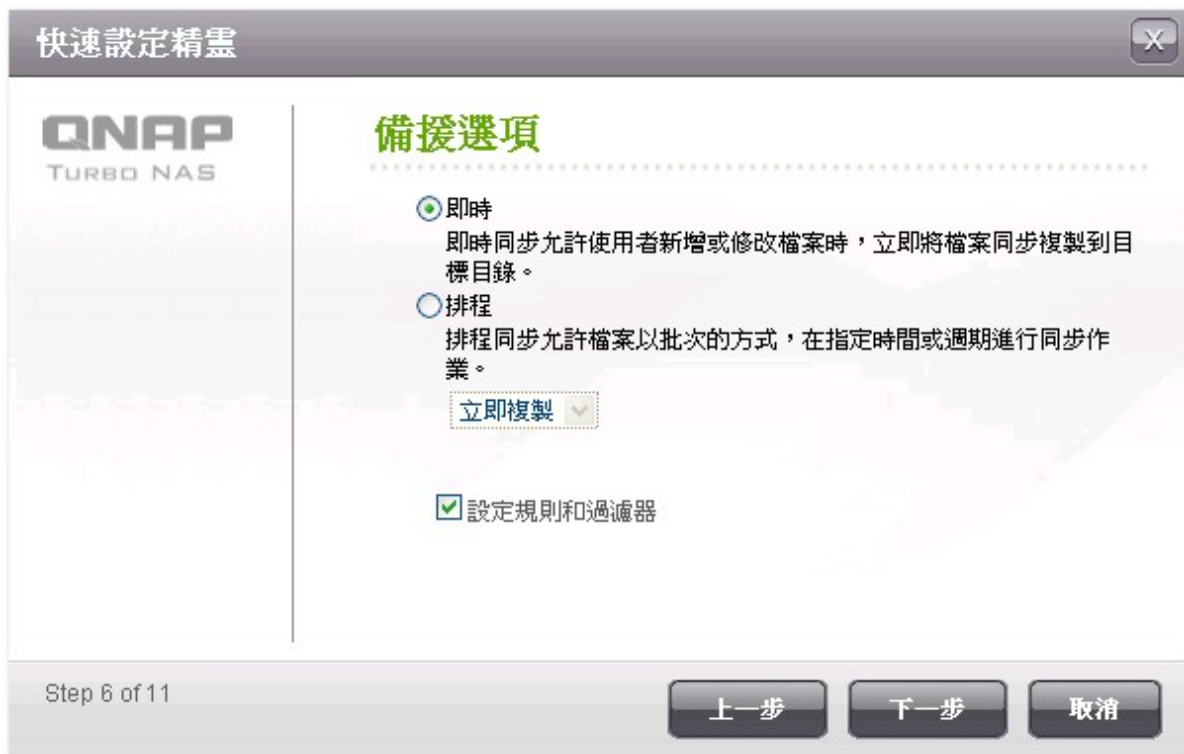 快速設定精靈
X
QNAP
TURBO NAS
備援選項
即時
即時同步允許使用者新增或修改檔案時，立即將檔案同步複製到目
標目錄。
排程
排程同步允許檔案以批次的方式，在指定時間或週期進行同步作
業。
立即複製
設定規則和過濾器
Step 6 of 11
上一步
下一步
取消